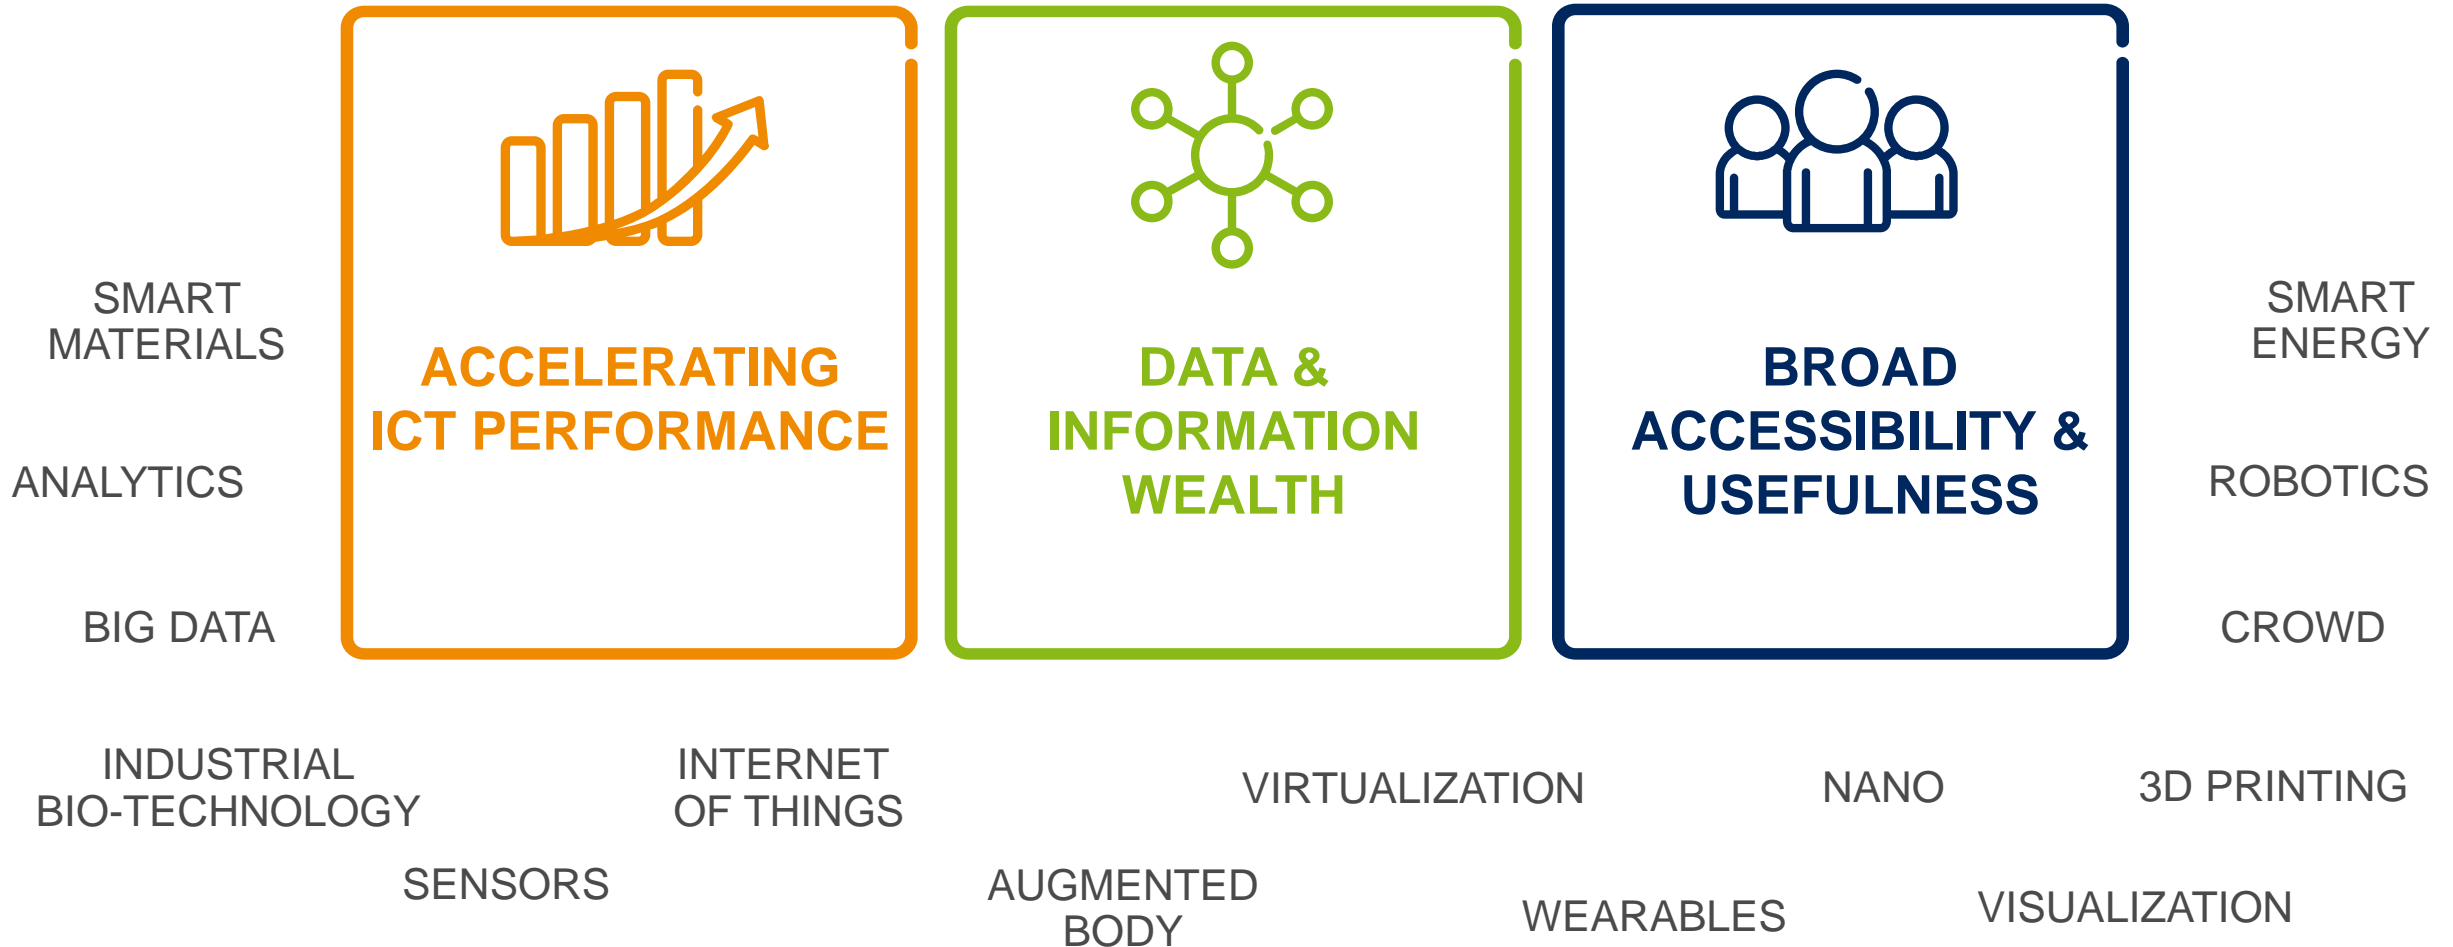 SMART
MATERIALS
ANALYTICS
BIG DATA
ACCELERATING
ICT PERFORMANCE
DATA &
INFORMATION
WEALTH
BROAD
ACCESSIBILITY &
USEFULNESS
SMART
ENERGY
ROBOTICS
CROWD
INDUSTRIAL
BIO-TECHNOLOGY
INTERNET
OF THINGS
VIRTUALIZATION
NANO
3D PRINTING
SENSORS
AUGMENTED
BODY
WEARABLES
VISUALIZATION